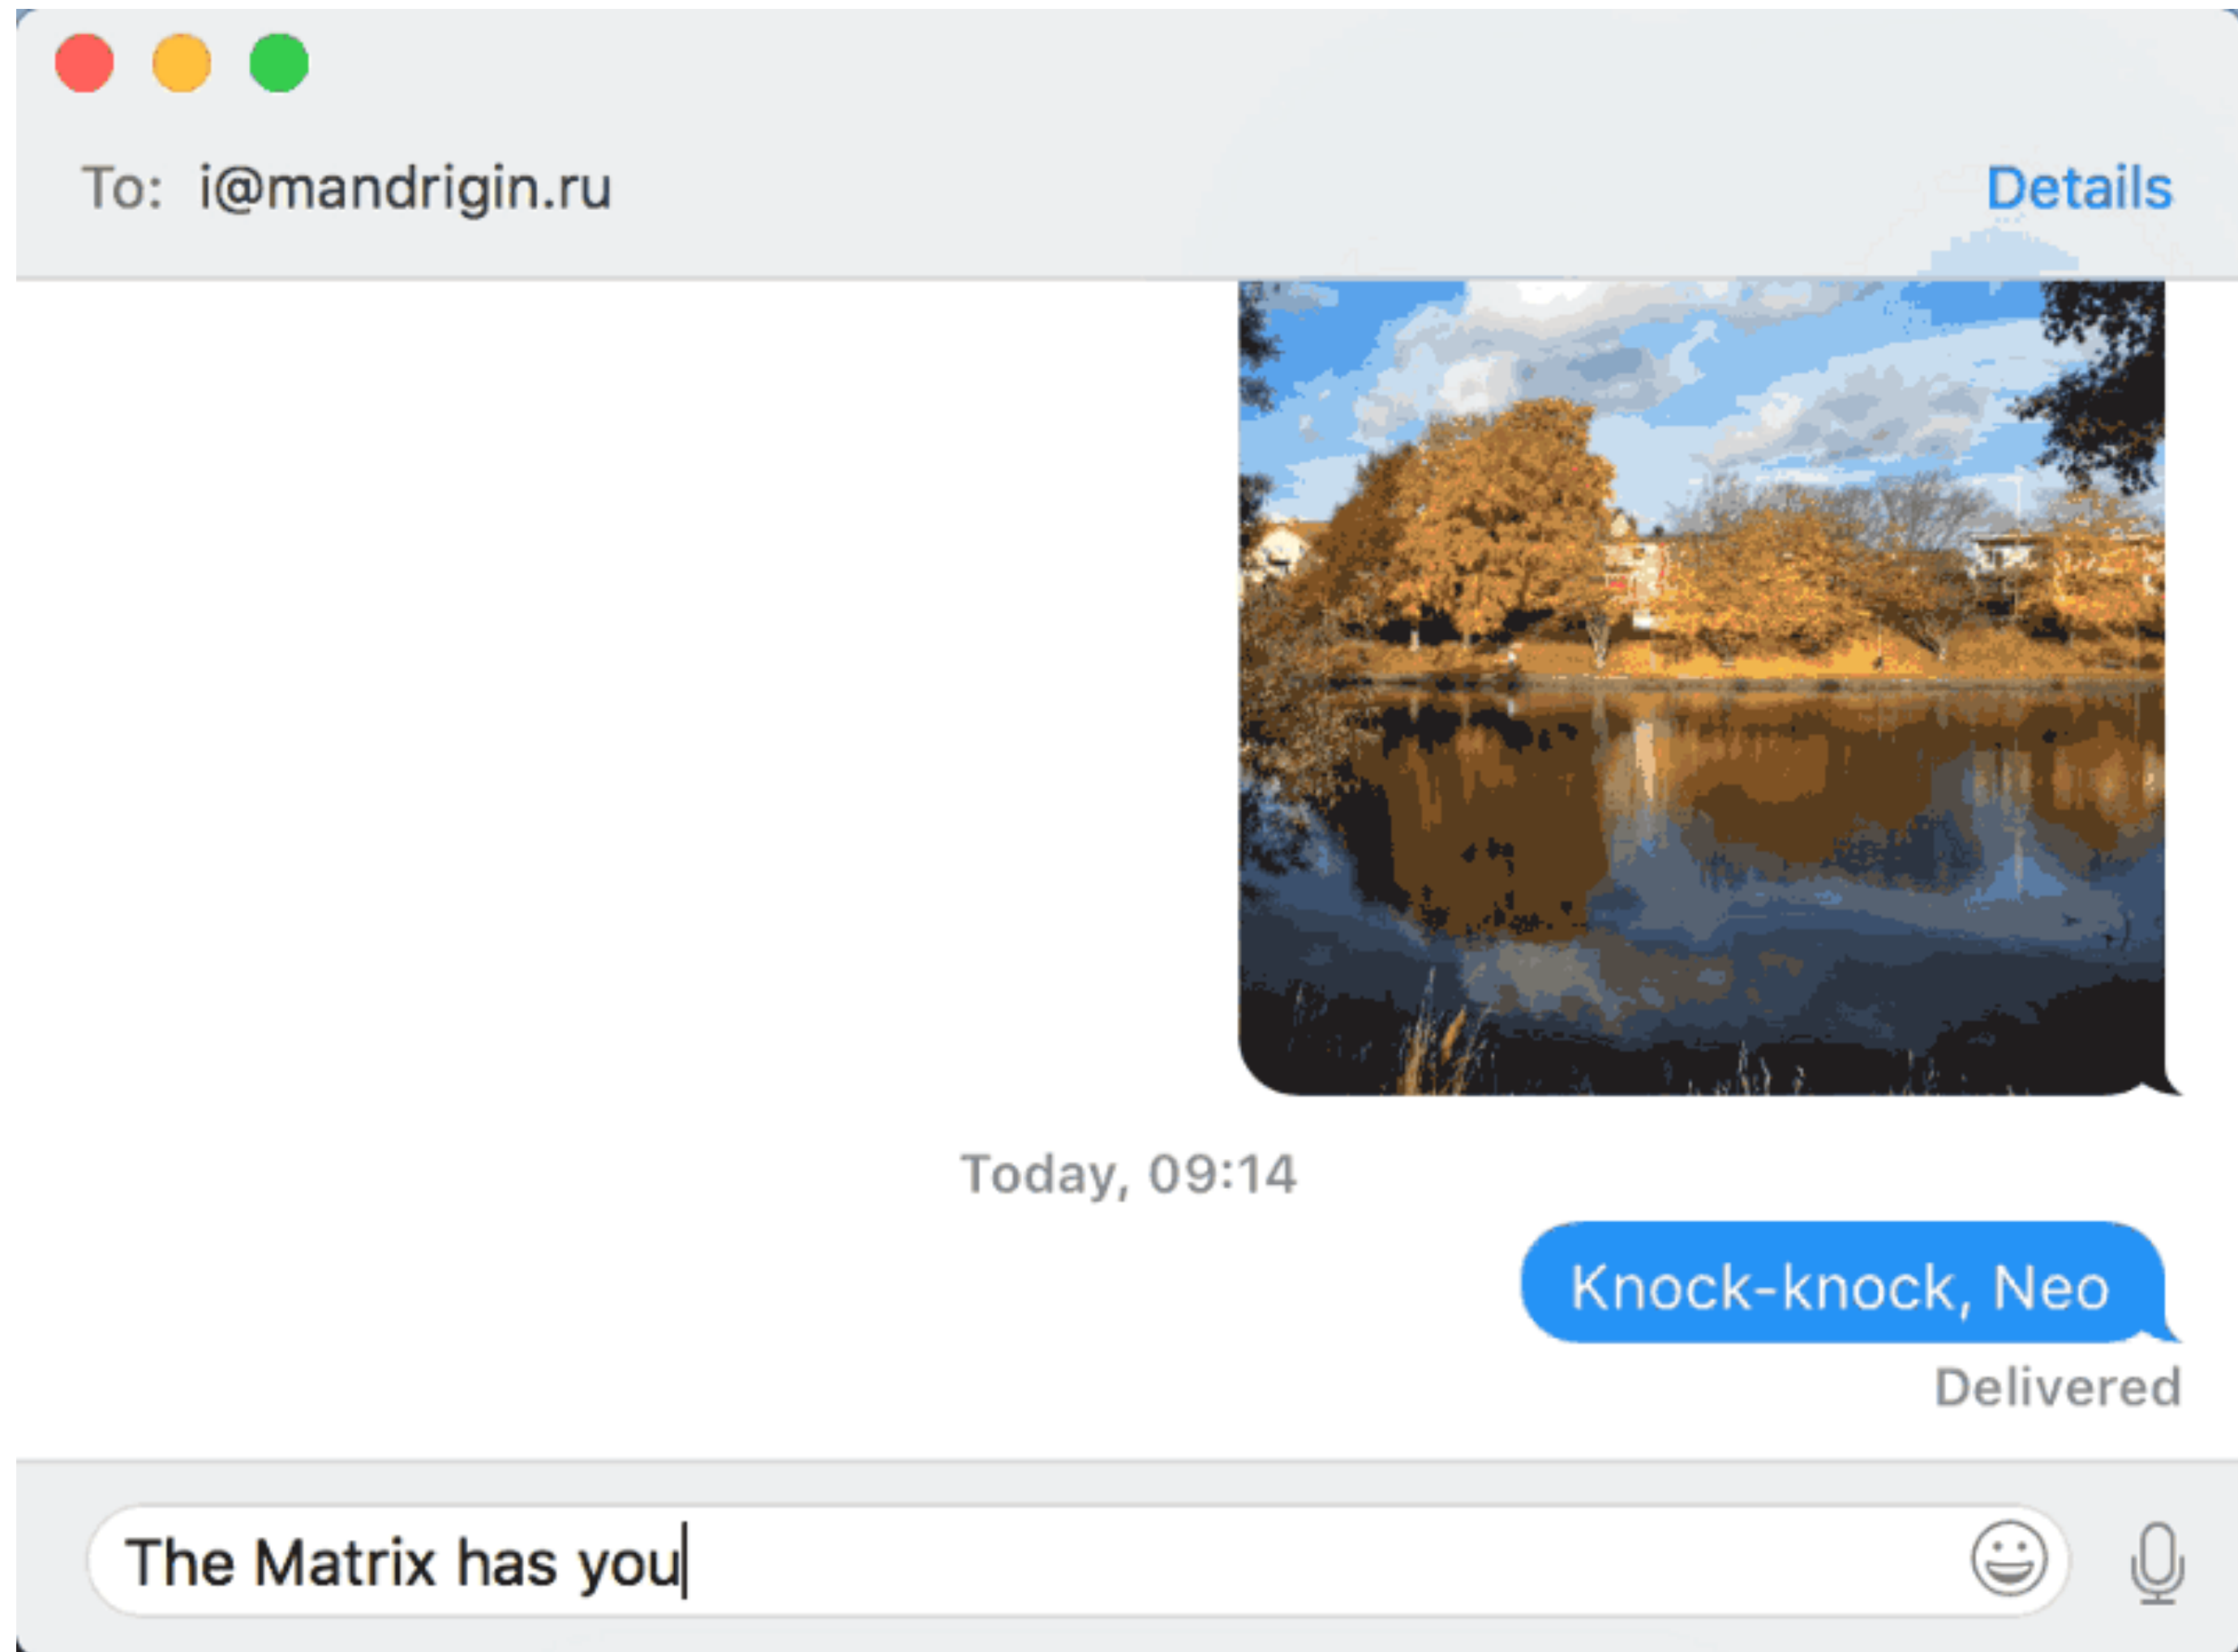 To: i@mandrigin.ru
Details
Today, 09:14
Knock-knock, Neo
Delivered
The Matrix has you